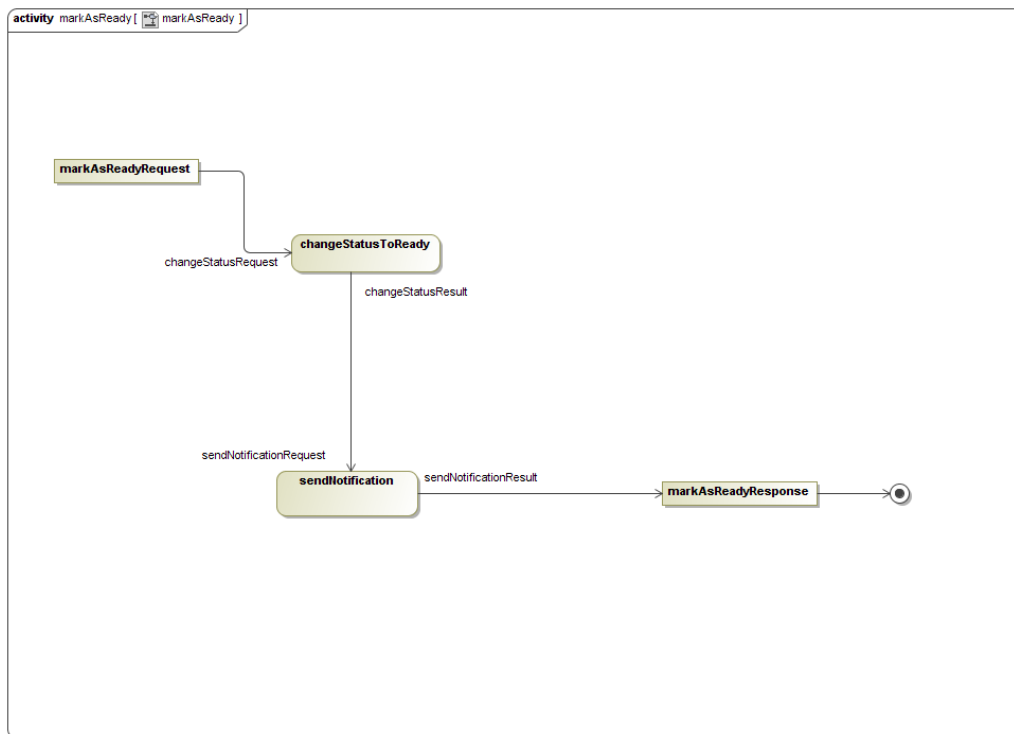 activity markAsReady [ markAsReady ]
markAsReadyRequest
changeStatusToReady
changeStatusRequest
changeStatusResult
sendNotificationRequest
sendNotification
sendNotificationResult
markAsReadyResponse